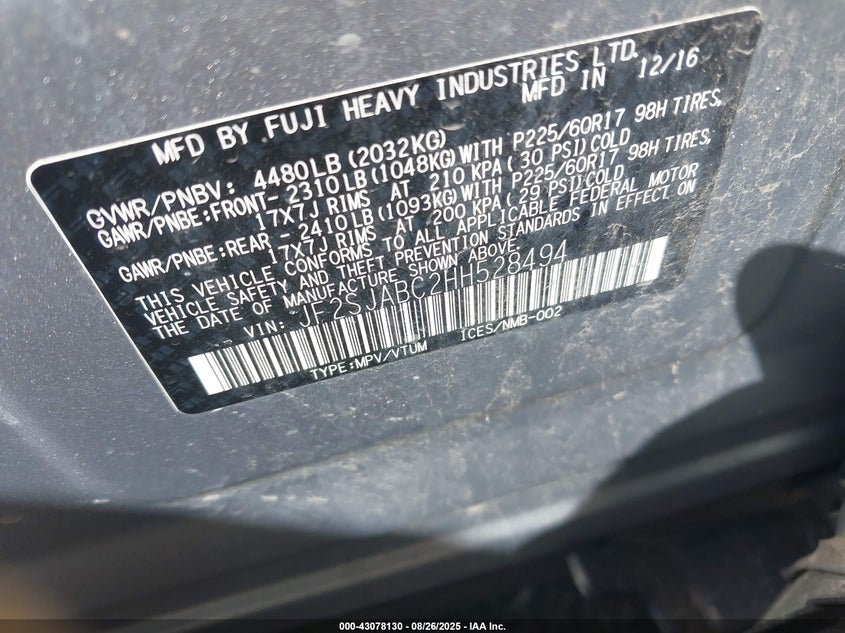 MFD BY FUJI HEAVY INDUSTRIES LTD.
MFD IN 12/16
GVWR/PNBV: 4480LB(2032KG)
GAWR/PNBE:FRONT-2310LB(1048KG)WITH P225/60R17 98H TIRES,
17X7J RIMS AT 210 KPA(30 PSI)COLD
GAWR/PNBE:REAR -2410LB(1093KG)WITH P225/60R17 98H TIRES,
17X7J RIMS AT 200 KPA(29 PSI)COLD
THIS VEHICLE CONFORMS TO ALL APPLICABLE FEDERAL MOTOR
VEHICLE SAFETY AND THEFT PREVENTION STANDARDS IN EFFECT ON
THE DATE OF MANUFACTURE SHOWN ABOVE.
VIN: JF2SJABC2HH528494
TYPE:MPV/VTUM ICES/NMB-002
000-43078130 - 08/26/2025 - IAA Inc.